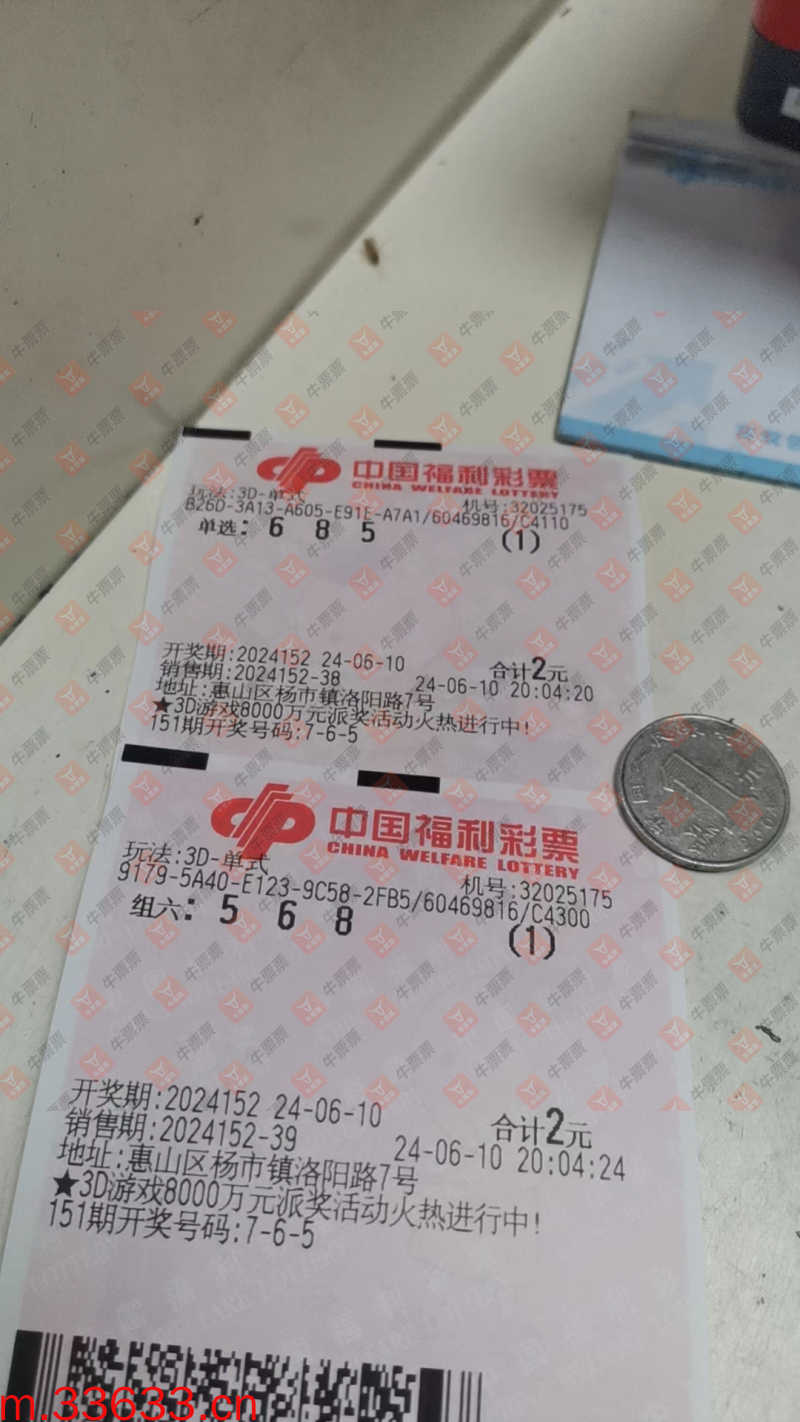 中国福利彩票
CHINA WELFARE LOTTERY
玩法:3D-单式
机号:32025175
B26D-3A13-A605-E91E-A7A1/60469816/C4110
单选: 6 8 5 (1)
开奖期:2024152 24-06-10 合计2元
销售期:2024152-38 24-06-10 20:04:20
地址:惠山区杨市镇洛阳路7号
★3D游戏8000万元派奖活动火热进行中!
151期开奖号码:7-6-5
中国福利彩票
CHINA WELFARE LOTTERY
玩法:3D-单式
机号:32025175
9179-5A40-E123-9C58-2FB5/60469816/C4300
组六: 5 6 8 (1)
开奖期:2024152 24-06-10 合计2元
销售期:2024152-39 24-06-10 20:04:24
地址:惠山区杨市镇洛阳路7号
★3D游戏8000万元派奖活动火热进行中!
151期开奖号码:7-6-5
1
牛票票
m.33633.cn